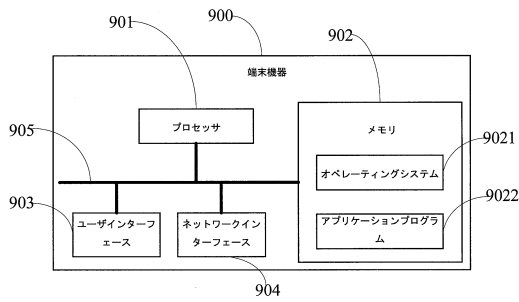 900
901
902
端末機器
プロセッサ
メモリ
905
9021
オペレーティングシステム
903
ユーザインターフ
ェース
ネットワークイン
ターフェース
9022
アプリケーションプログラ
ム
904